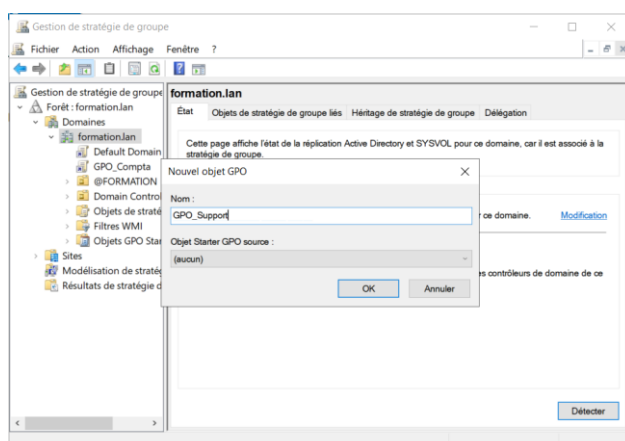 Gestion de stratégie de groupe
Fichier Action Affichage Fenêtre ?
Gestion de stratégie de groupe
Forêt : formation.lan
Domaines
formation.lan
Default Domain
GPO_Compta
@FORMATION
Domain Control
Objets de straté
Filtres WMI
Objets GPO Star
Sites
Modélisation de straté
Résultats de stratégie d
formation.lan
État Objets de stratégie de groupe liés Héritage de stratégie de groupe Délégation
Cette page affiche l'état de la réplication Active Directory et SYSVOL pour ce domaine, car il est associé à la
stratégie de groupe.
Nouvel objet GPO
Nom :
GPO_Support
Objet Starter GPO source :
(aucun)
OK Annuler
ce domaine. Modification
es contrôleurs de domaine de ce
Détecter